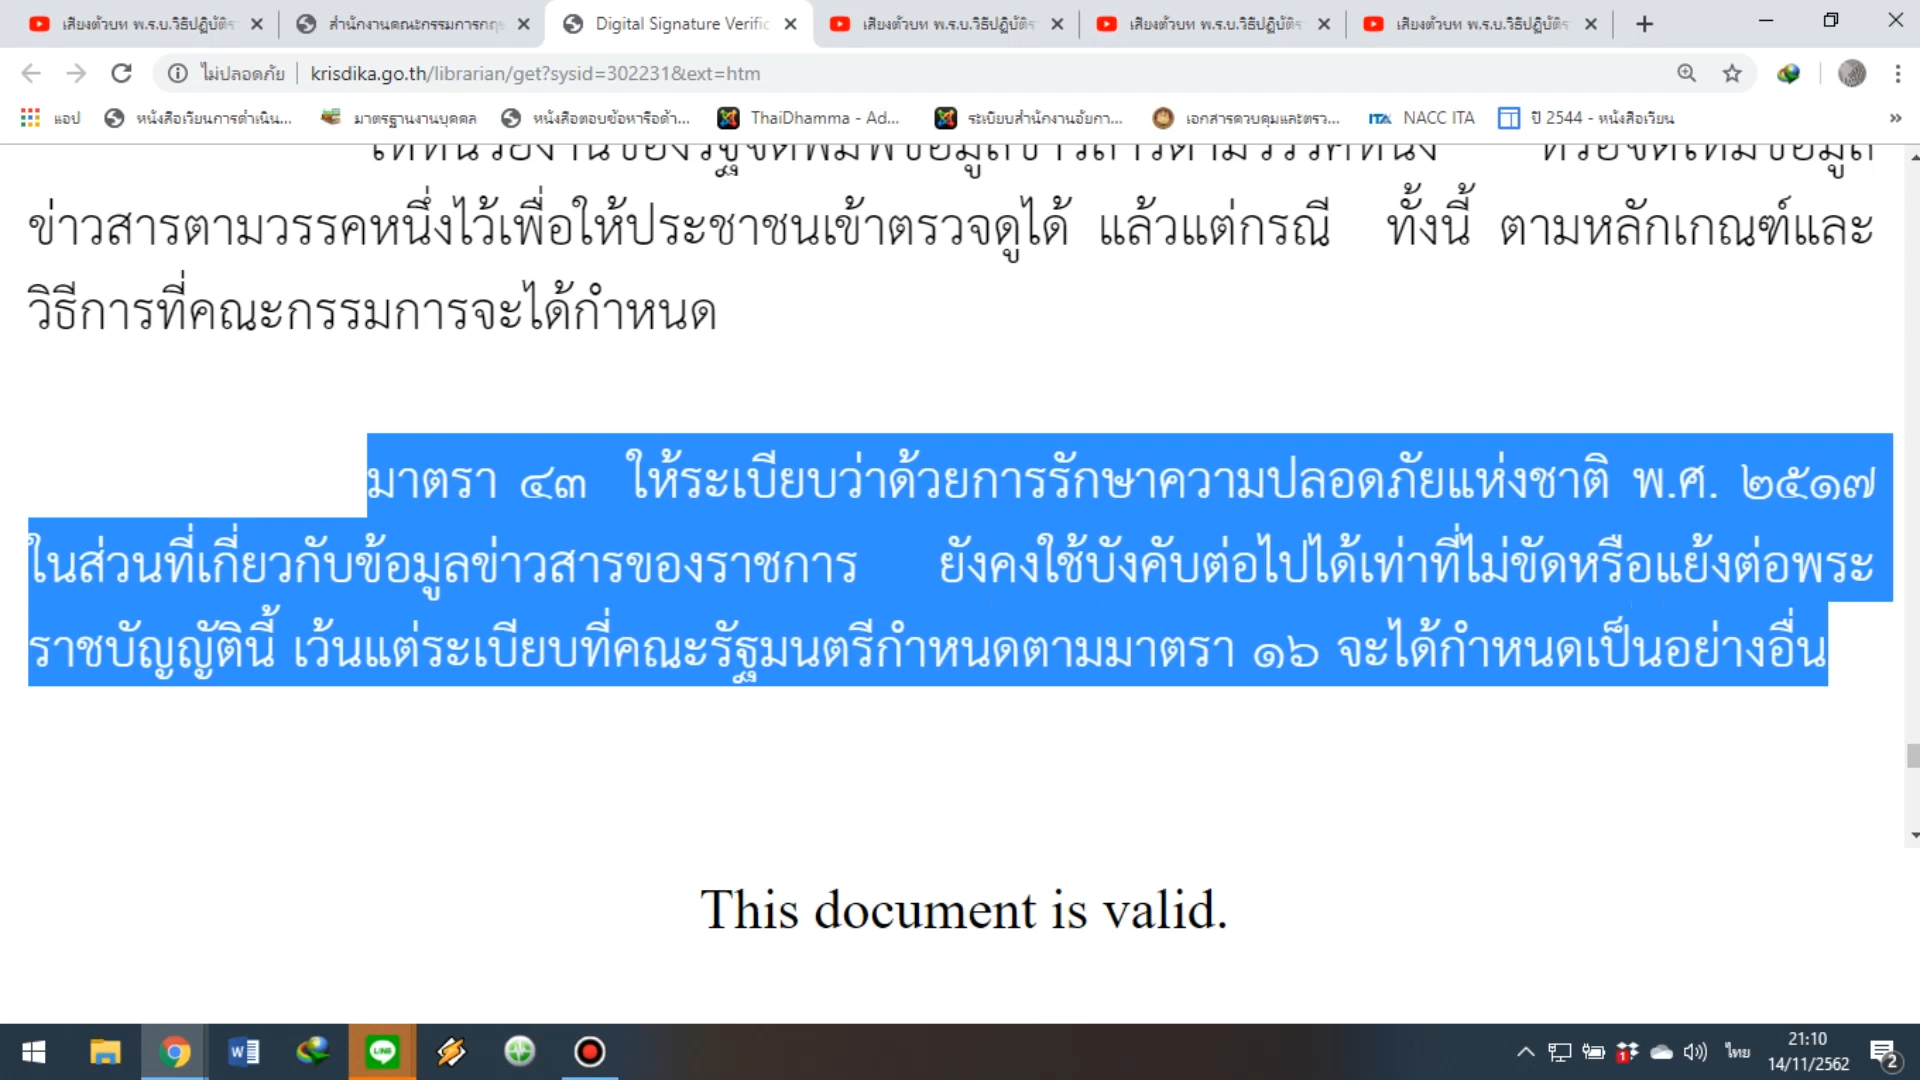 เสียงตัวบท พ.ร.บ.วิธีปฏิบัติร
สำนักงานคณะกรรมการกฤษ
Digital Signature Verific
เสียงตัวบท พ.ร.บ.วิธีปฏิบัติร
เสียงตัวบท พ.ร.บ.วิธีปฏิบัติร
เสียงตัวบท พ.ร.บ.วิธีปฏิบัติร
ไม่ปลอดภัย
krisdika.go.th/librarian/get?sysid=302231&ext=htm
แอป
หนังสือเวียนการดำเนิน...
มาตรฐานงานบุคคล
หนังสือตอบข้อหารือด้า...
ThaiDhamma - Ad...
ระเบียบสำนักงานอัยกา...
เอกสารควบคุมและตรว...
ITA NACC ITA
ปี 2544 - หนังสือเวียน
ข่าวสารตามวรรคหนึ่งไว้เพื่อให้ประชาชนเข้าตรวจดูได้ แล้วแต่กรณี ทั้งนี้ ตามหลักเกณฑ์และ
วิธีการที่คณะกรรมการจะได้กำหนด
มาตรา ๔๓ ให้ระเบียบว่าด้วยการรักษาความปลอดภัยแห่งชาติ พ.ศ. ๒๕๑๗
ในส่วนที่เกี่ยวกับข้อมูลข่าวสารของราชการ ยังคงใช้บังคับต่อไปได้เท่าที่ไม่ขัดหรือแย้งต่อพระ
ราชบัญญัตินี้ เว้นแต่ระเบียบที่คณะรัฐมนตรีกำหนดตามมาตรา ๑๖ จะได้กำหนดเป็นอย่างอื่น
This document is valid.
LINE
1
ไทย
21:10
14/11/2562
2